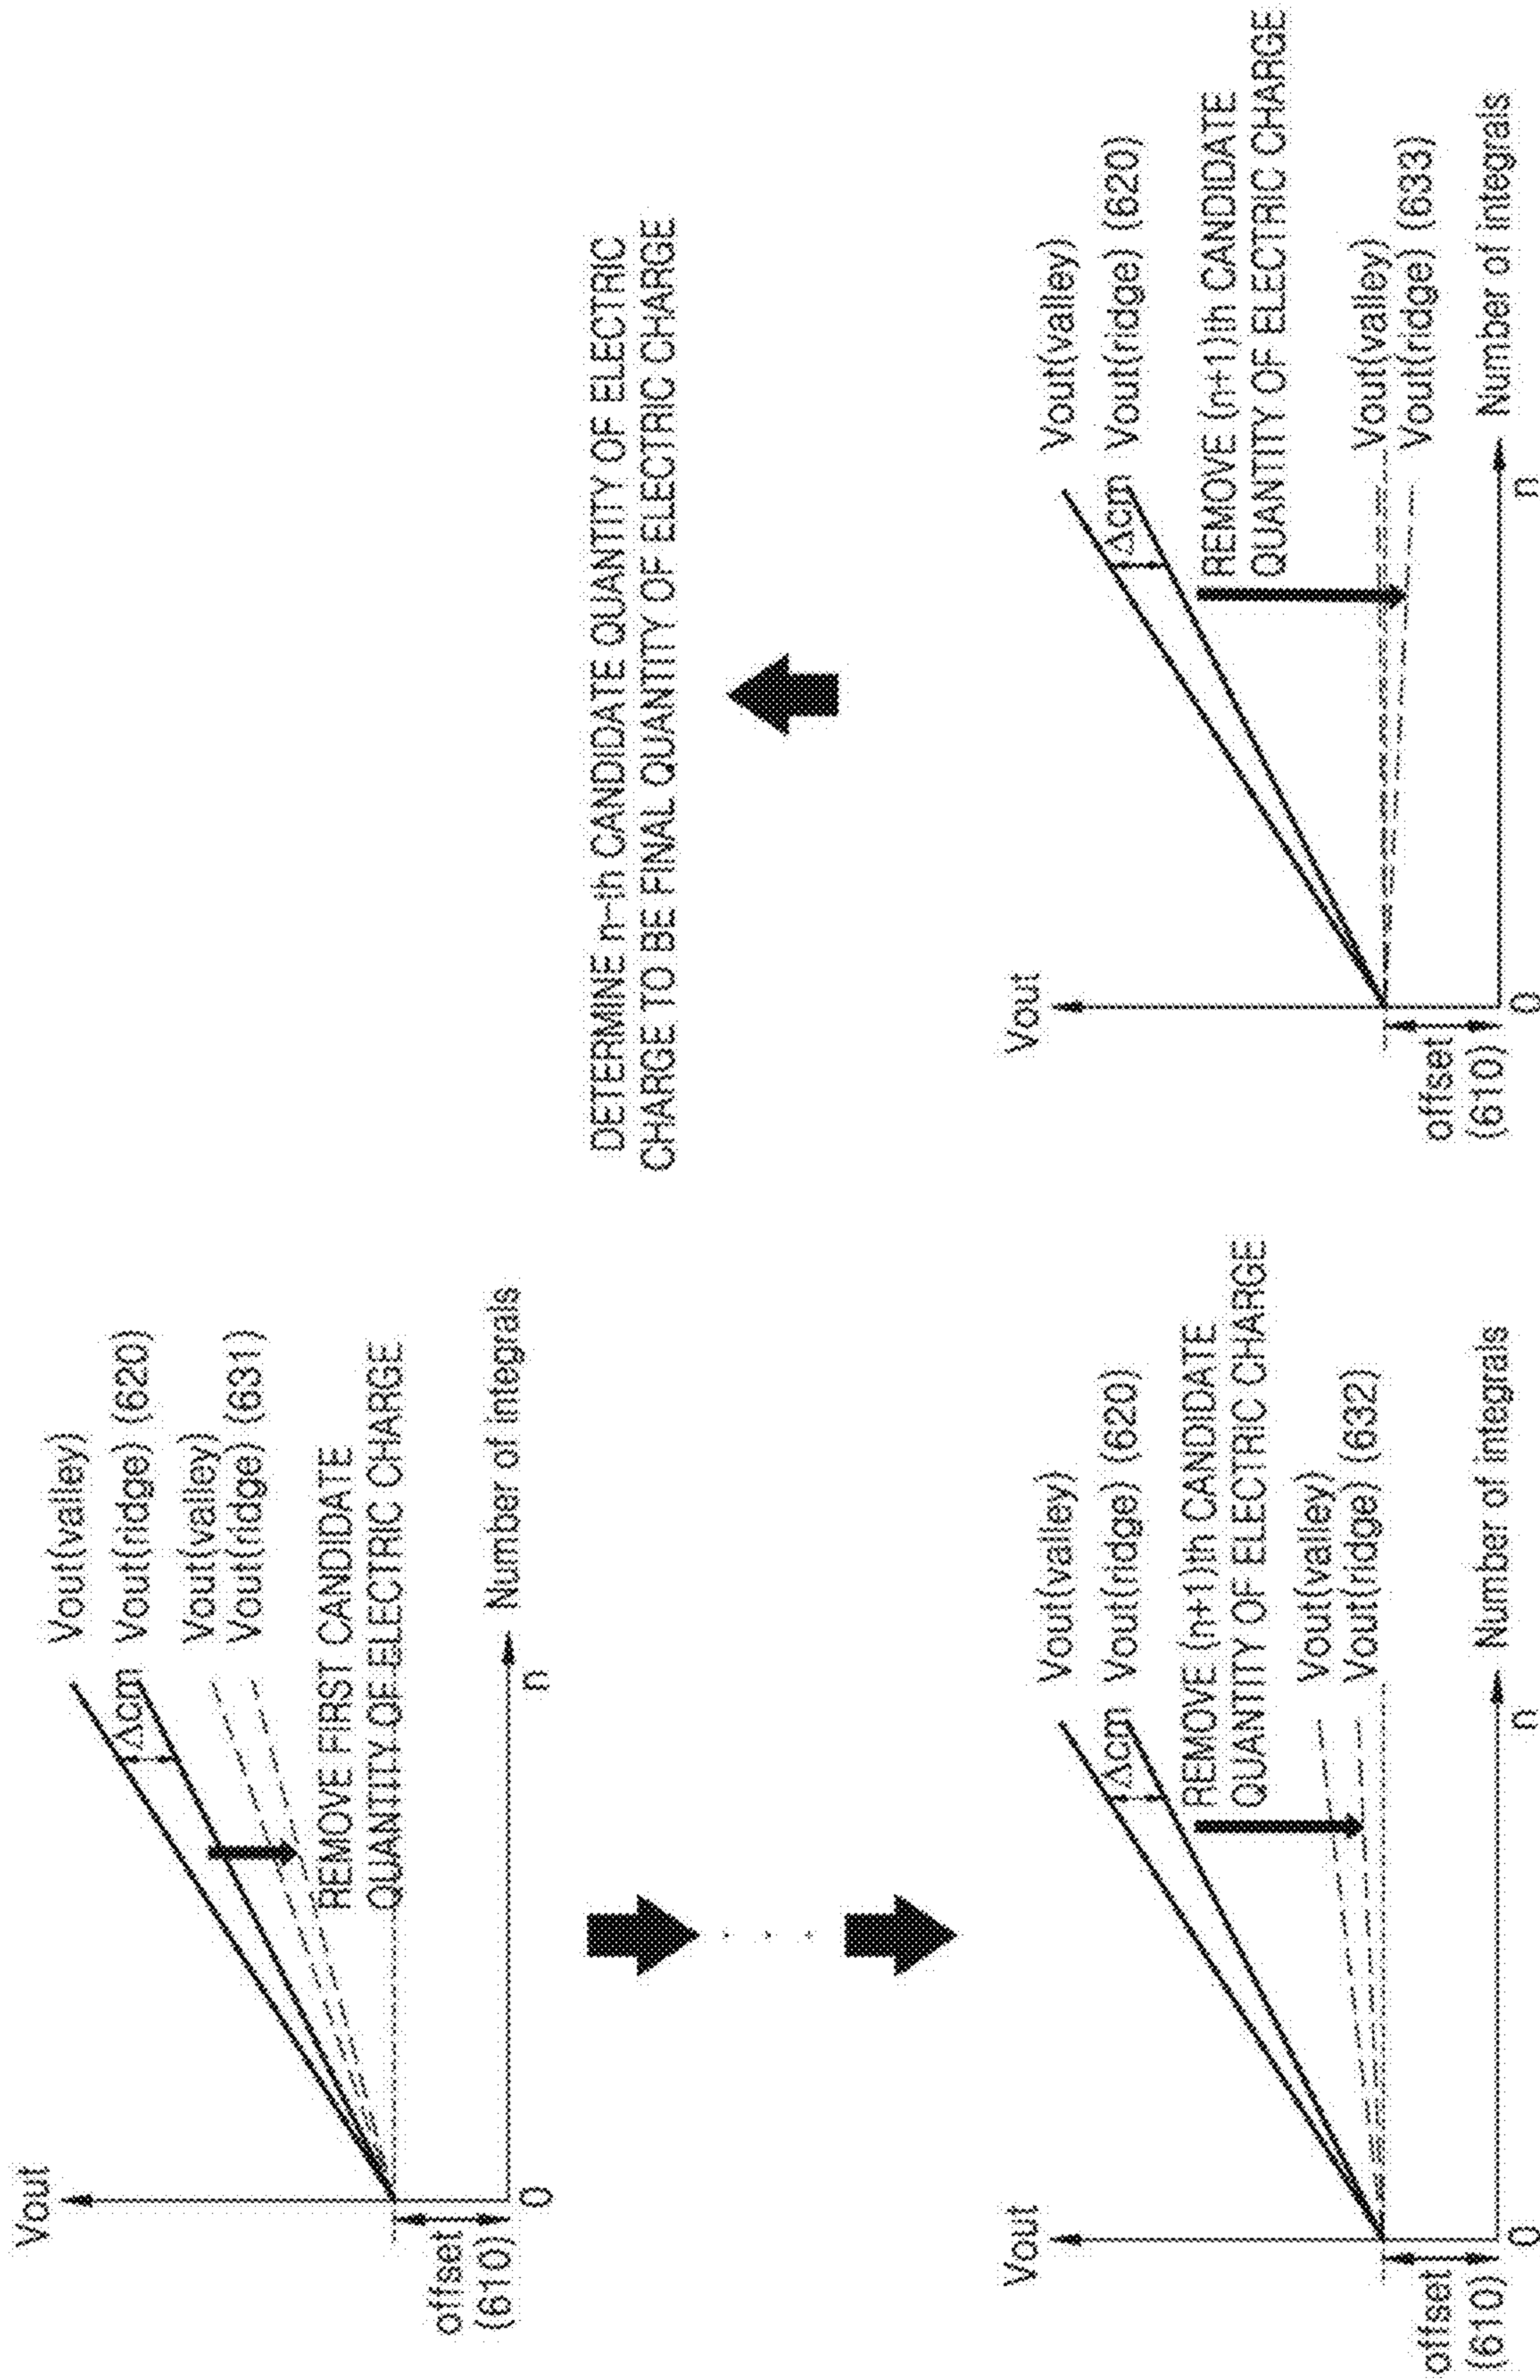 Vout
Vout(valley)
Δcm
Vout(ridge) (620)
Vout(valley)
Vout(ridge) (631)
REMOVE FIRST CANDIDATE
QUANTITY OF ELECTRIC CHARGE
offset
(610)
0
n
Number of integrals
Vout
Vout(valley)
Δcm
Vout(ridge) (620)
REMOVE (n+1)th CANDIDATE
QUANTITY OF ELECTRIC CHARGE
Vout(valley)
Vout(ridge) (632)
offset
(610)
0
n
Number of integrals
Vout
Vout(valley)
Δcm
Vout(ridge) (620)
REMOVE (n+1)th CANDIDATE
QUANTITY OF ELECTRIC CHARGE
Vout(valley)
Vout(ridge) (633)
offset
(610)
0
n
Number of integrals
DETERMINE n-th CANDIDATE QUANTITY OF ELECTRIC
CHARGE TO BE FINAL QUANTITY OF ELECTRIC CHARGE